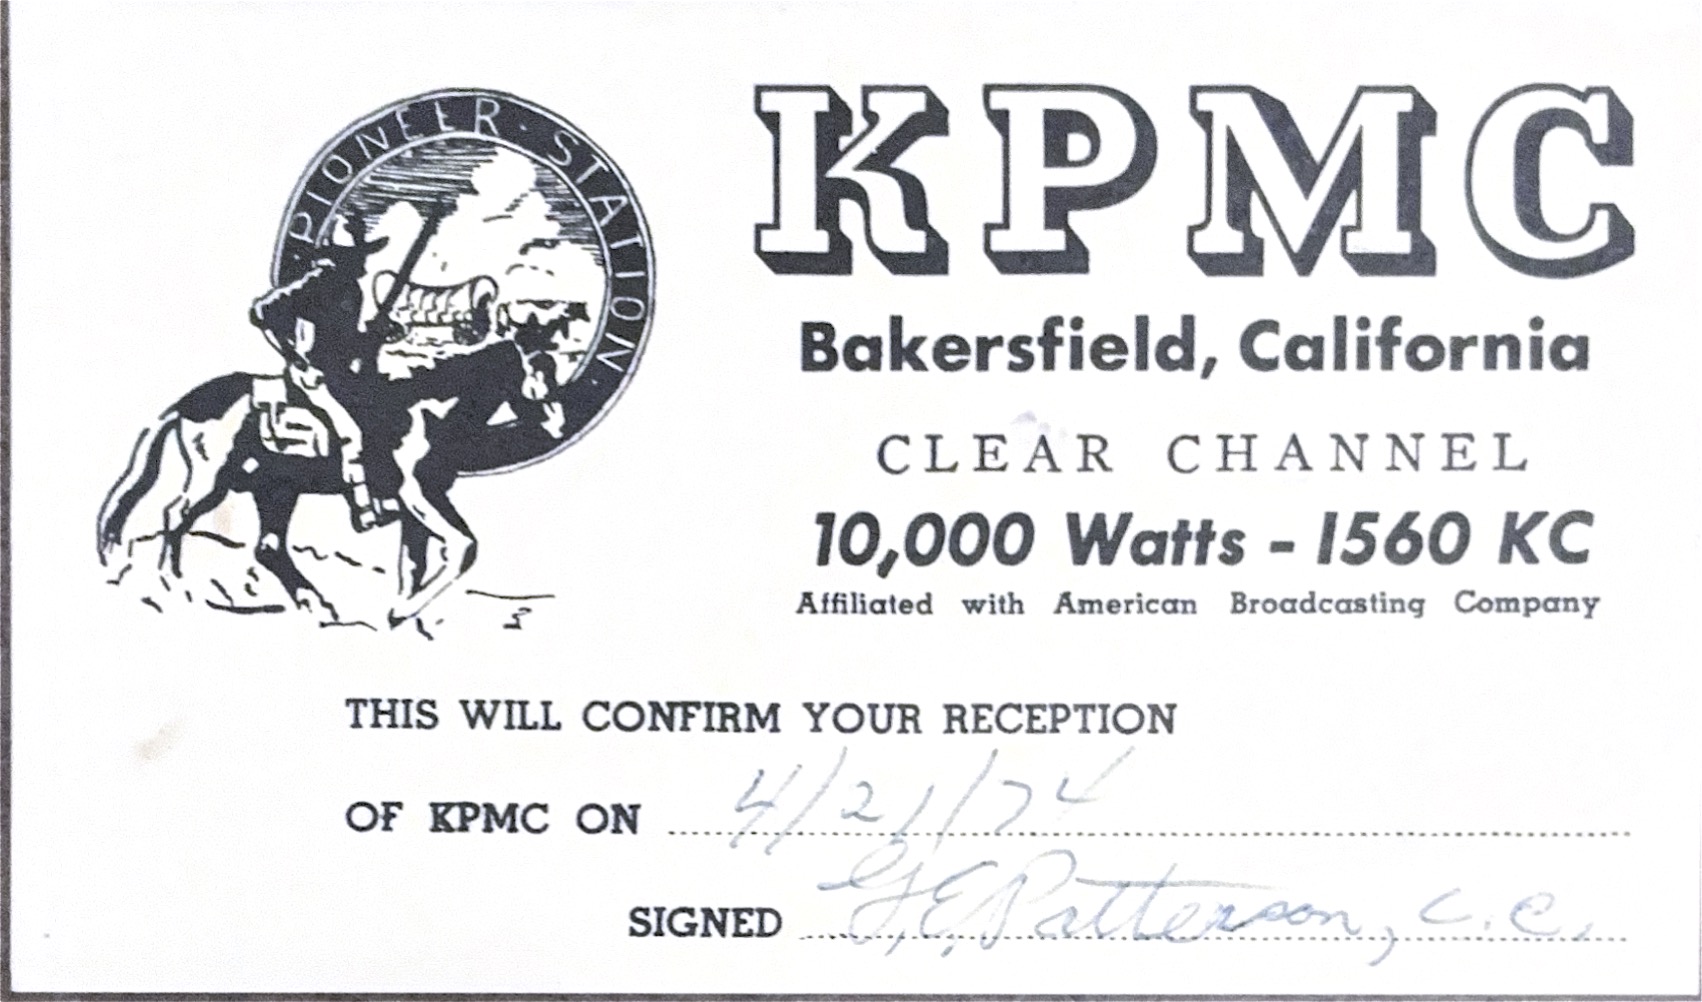 PIONEER · STATION ·
KPMC
Bakersfield, California
CLEAR CHANNEL
10,000 Watts - 1560 KC
Affiliated with American Broadcasting Company
THIS WILL CONFIRM YOUR RECEPTION
OF KPMC ON 4/21/74
SIGNED G.E. Patterson, C.E.